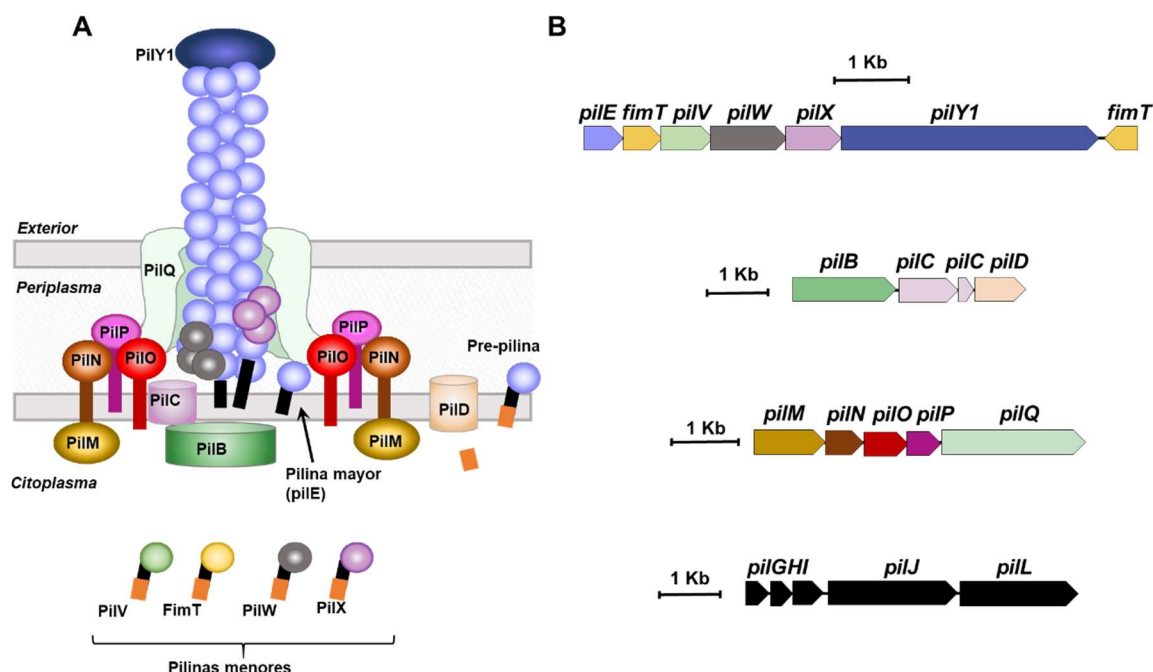 A
PilY1
Exterior
PilQ
Periplasma
PilP
PilN
PilO
PilC
PilM
PilB
PilP
PilO
PilN
PilM
Pre-pilina
PilD
Citoplasma
Pilina mayor
(pilE)
PilV
FimT
PilW
PilX
Pilinas menores
B
1 Kb
pilE fimT pilV pilW pilX pilY1 fimT
1 Kb
pilB pilC pilC pilD
1 Kb
pilM pilN pilO pilP pilQ
1 Kb
pilGHI pilJ pilL